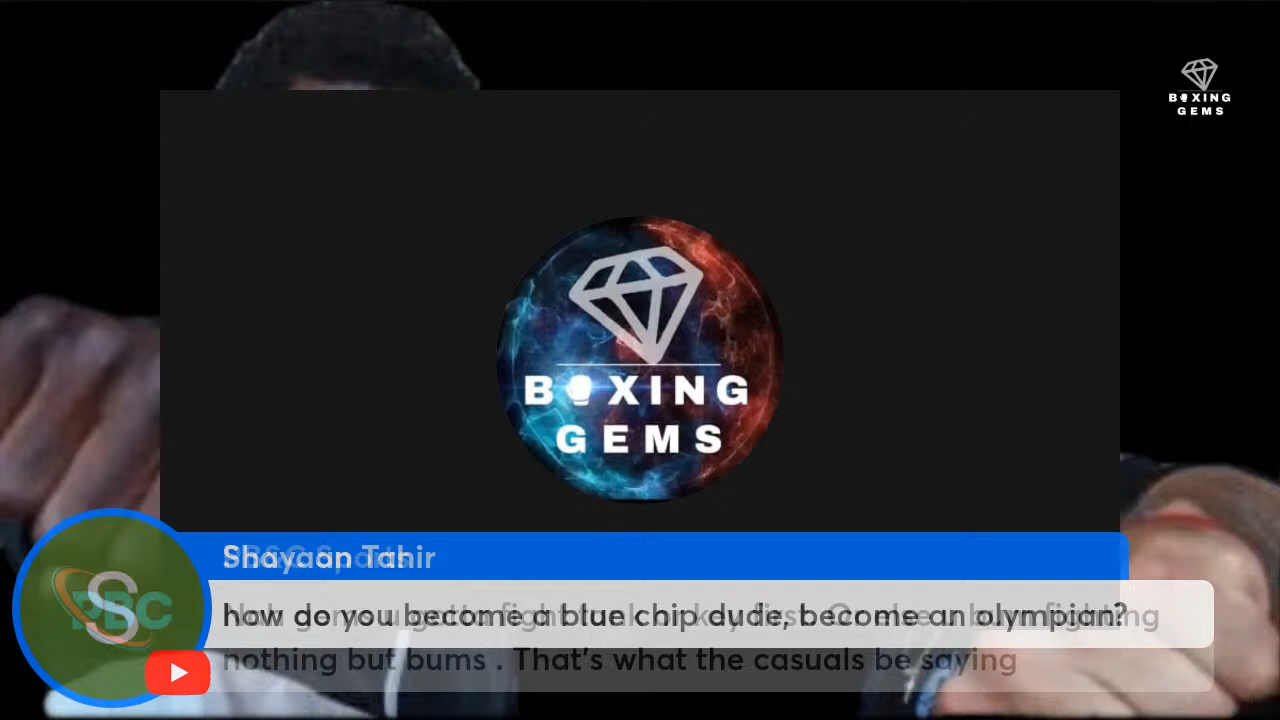 BOXING
GEMS
BOXING
GEMS
Shayaan Tahir
how do you become a blue chip dude, become an olympian?
nothing but bums . That's what the casuals be saying